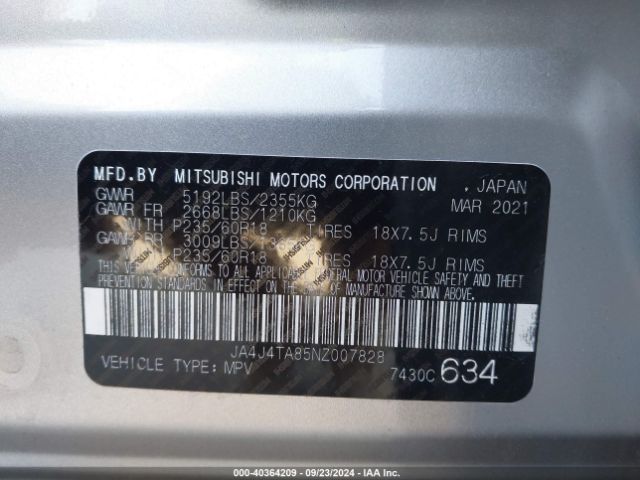 MFD.BY MITSUBISHI MOTORS CORPORATION , JAPAN
GVWR 5192LBS/2355KG MAR 2021
GAWR FR 2668LBS/1210KG
WITH P235/60R18 TIRES 18X7.5J RIMS
GAWR RR 3009LBS/1365KG
P235/60R18 TIRES 18X7.5J RIMS
THIS VEHICLE CONFORMS TO ALL APPLICABLE FEDERAL MOTOR VEHICLE SAFETY AND THEFT
PREVENTION STANDARDS IN EFFECT ON THE DATE OF MANUFACTURE SHOWN ABOVE.
JA4J4TA85NZ007828
VEHICLE TYPE: MPV 7430C 634
000-40364209 - 09/23/2024 - IAA Inc.